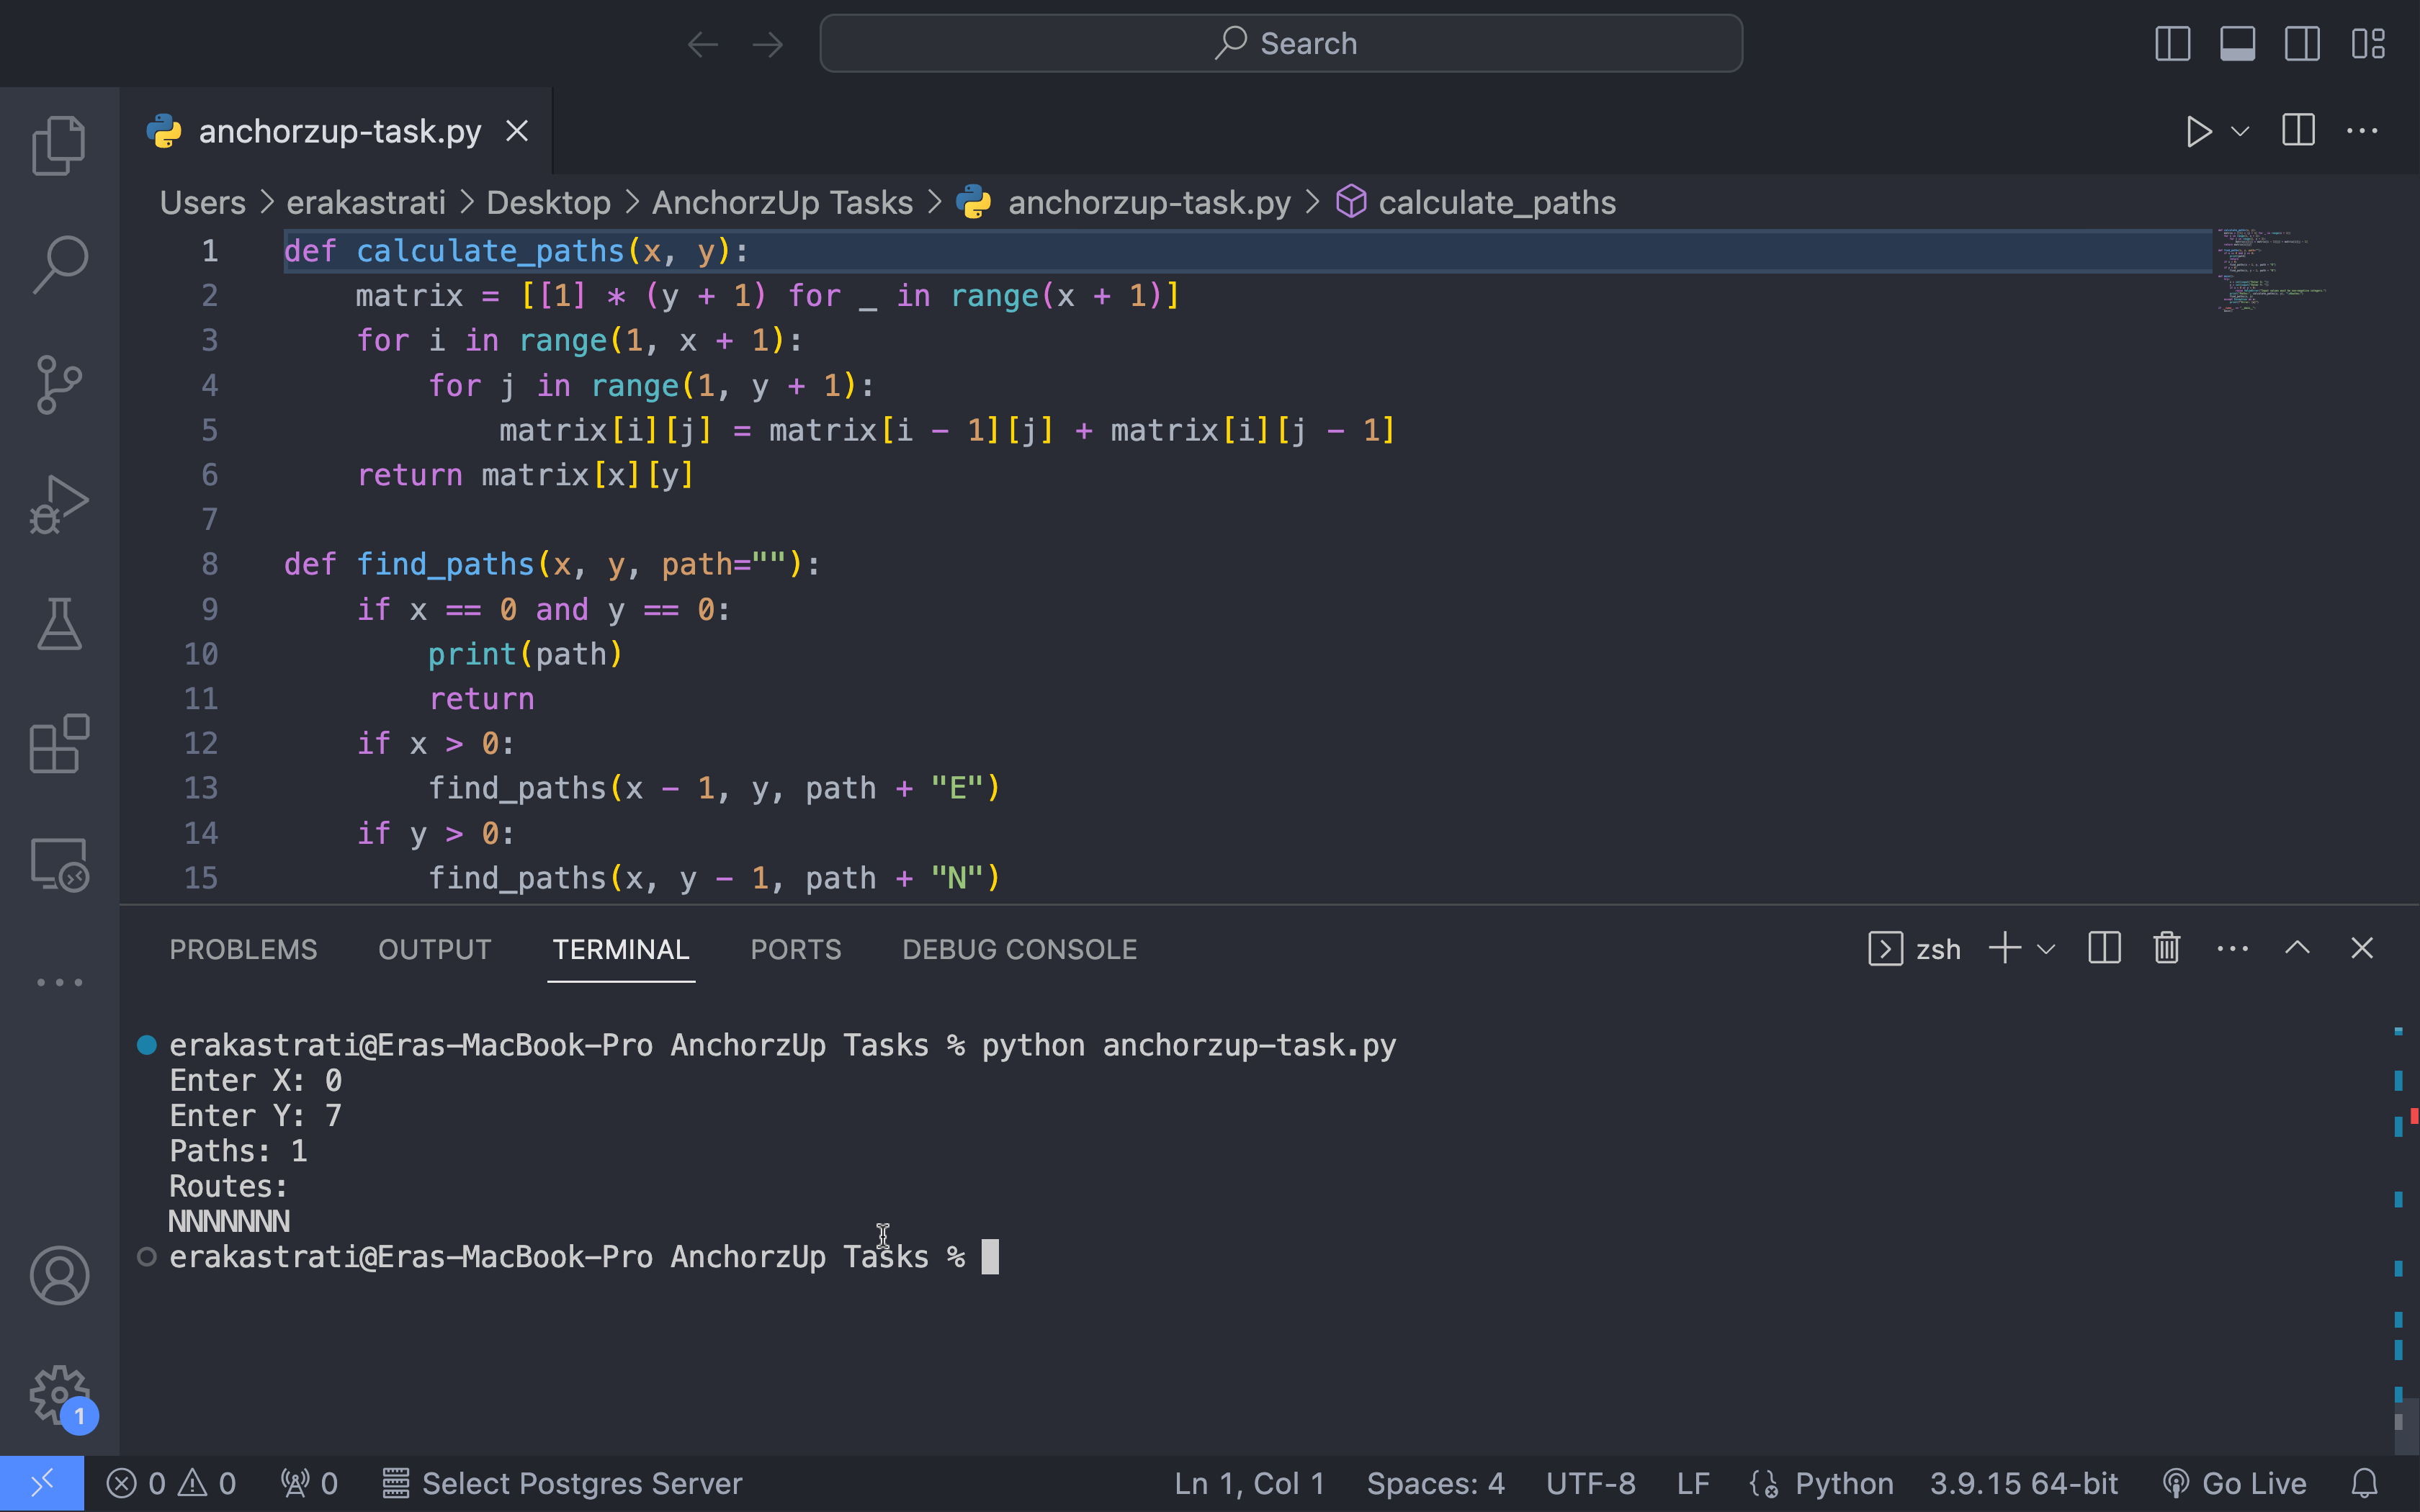 Search
anchorzup-task.py
Users > erakastrati > Desktop > AnchorzUp Tasks > anchorzup-task.py > calculate_paths
1 def calculate_paths(x, y):
2     matrix = [[1] * (y + 1) for _ in range(x + 1)]
3     for i in range(1, x + 1):
4         for j in range(1, y + 1):
5             matrix[i][j] = matrix[i - 1][j] + matrix[i][j - 1]
6     return matrix[x][y]
7
8 def find_paths(x, y, path=""):
9     if x == 0 and y == 0:
10         print(path)
11         return
12     if x > 0:
13         find_paths(x - 1, y, path + "E")
14     if y > 0:
15         find_paths(x, y - 1, path + "N")
PROBLEMS OUTPUT TERMINAL PORTS DEBUG CONSOLE zsh
erakastrati@Eras-MacBook-Pro AnchorzUp Tasks % python anchorzup-task.py
Enter X: 0
Enter Y: 7
Paths: 1
Routes:
NNNNNNN
erakastrati@Eras-MacBook-Pro AnchorzUp Tasks %
1
0 0 0 Select Postgres Server Ln 1, Col 1 Spaces: 4 UTF-8 LF Python 3.9.15 64-bit Go Live